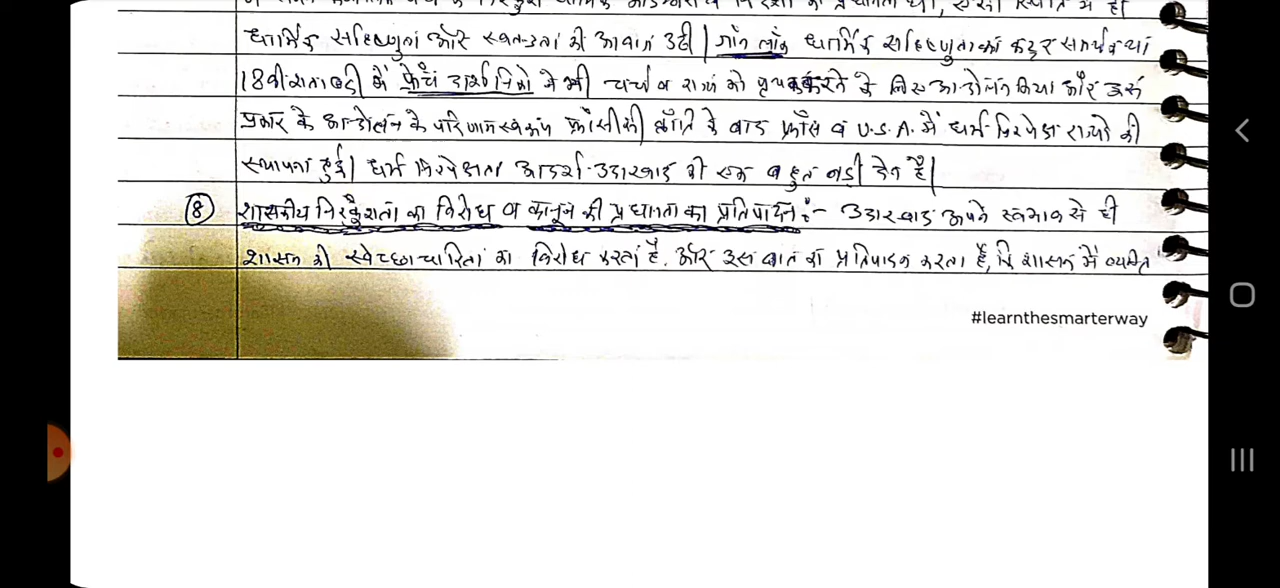 धार्मिक सहिष्णुता और स्वतन्त्रता की आवाज उठी | जॉन लॉक धार्मिक सहिष्णुता का कट्टर समर्थक था
18वीं शताब्दी में फ्रेंच दार्शनिकों ने भी चर्च व राज्य को पृथक करने के लिए आन्दोलन किया और इस
प्रकार के आन्दोलन के परिणामस्वरूप फ्रांसीसी क्रांति के बाद फ्रांस व U.S.A. में धर्म-निरपेक्ष राज्यों की
स्थापना हुई | धर्म निरपेक्षता आदर्श-उदारवाद की एक बहुत बड़ी देन है |
⑧ शासकीय निरंकुशता का विरोध व कानून की प्रधानता का प्रतिपादन :- उदारवाद अपने स्वभाव से ही
शासन की स्वेच्छाचारिता का विरोध करता है. और इस बात का प्रतिपादन करता है, कि शासन में व्यक्ति
#learnthesmarterway